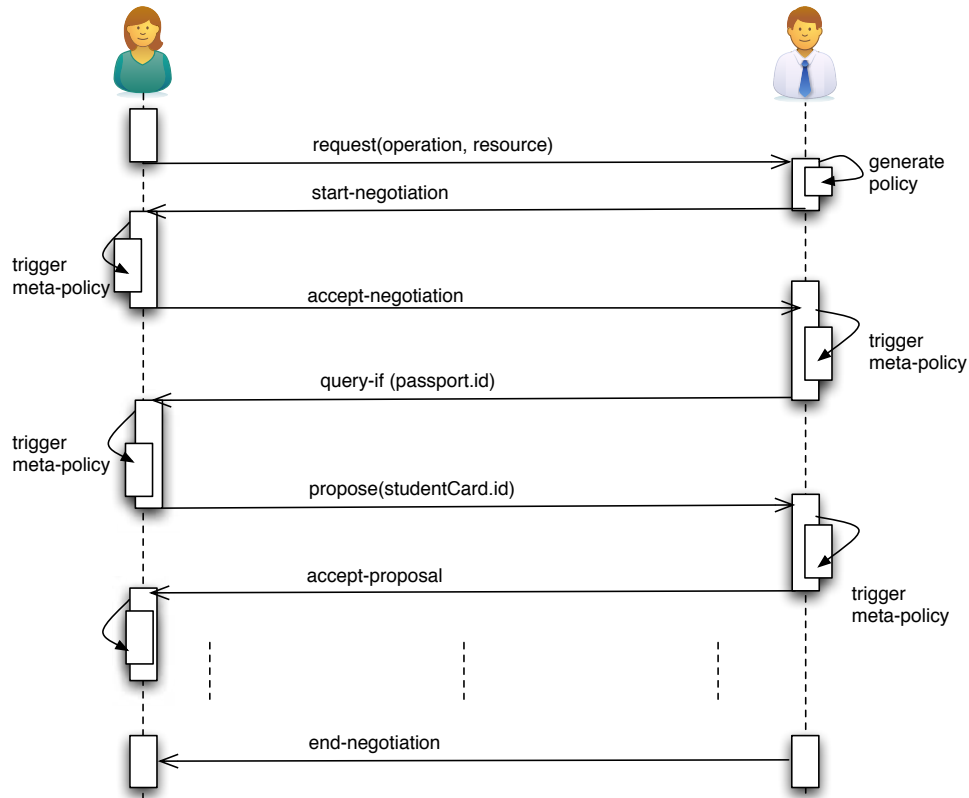 request(operation, resource)
generate
policy
start-negotiation
trigger
meta-policy
accept-negotiation
trigger
meta-policy
query-if (passport.id)
trigger
meta-policy
propose(studentCard.id)
accept-proposal
trigger
meta-policy
end-negotiation